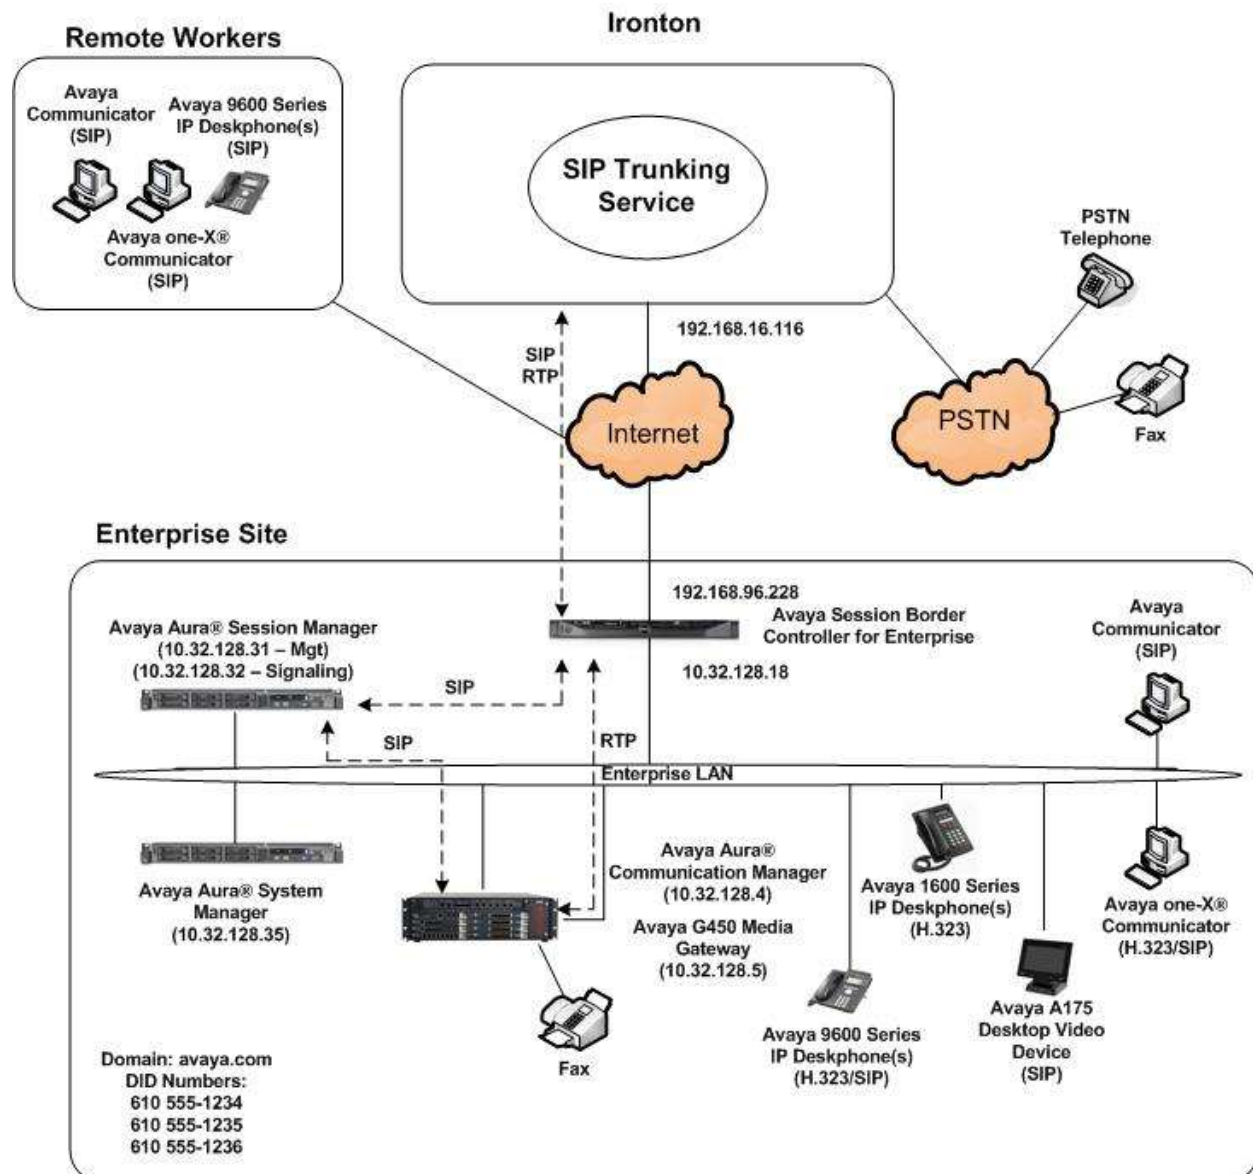 Remote Workers
Avaya
Communicator
(SIP)
Avaya 9600 Series
IP Deskphone(s)
(SIP)
Avaya one-X®
Communicator
(SIP)
Ironton
SIP Trunking
Service
192.168.16.116
SIP
RTP
Internet
PSTN
Telephone
PSTN
Fax
Enterprise Site
192.168.96.228
Avaya Session Border
Controller for Enterprise
10.32.128.18
Avaya Aura® Session Manager
(10.32.128.31 – Mgt)
(10.32.128.32 – Signaling)
SIP
SIP
RTP
Avaya
Communicator
(SIP)
Enterprise LAN
Avaya Aura® System
Manager
(10.32.128.35)
Avaya Aura®
Communication Manager
(10.32.128.4)
Avaya G450 Media
Gateway
(10.32.128.5)
Fax
Avaya 9600 Series
IP Deskphone(s)
(H.323/SIP)
Avaya 1600 Series
IP Deskphone(s)
(H.323)
Avaya A175
Desktop Video
Device
(SIP)
Avaya one-X®
Communicator
(H.323/SIP)
Domain: avaya.com
DID Numbers:
610 555-1234
610 555-1235
610 555-1236